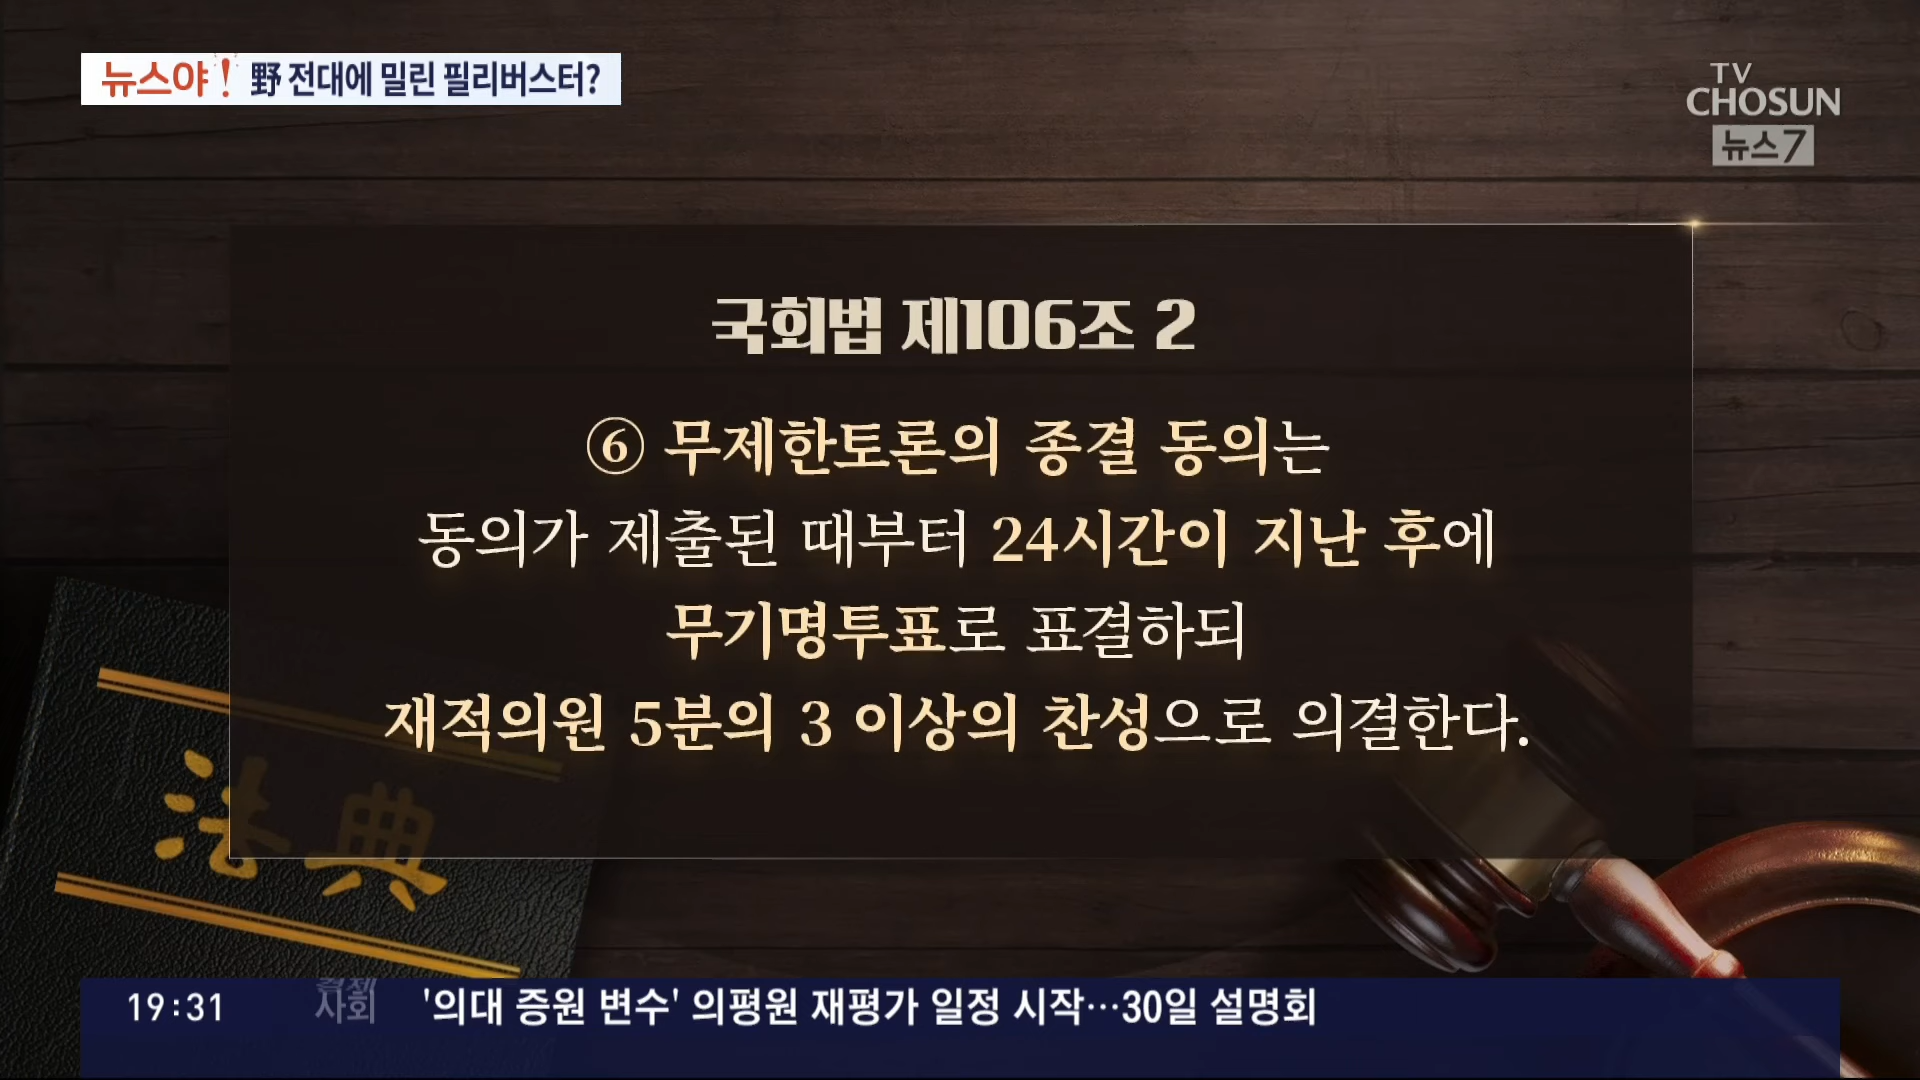 뉴스야! 野 전대에 밀린 필리버스터?
TV
CHOSUN
뉴스7
국회법 제106조 2
⑥ 무제한토론의 종결 동의는
동의가 제출된 때부터 24시간이 지난 후에
무기명투표로 표결하되
재적의원 5분의 3 이상의 찬성으로 의결한다.
法典
19:31 사회 '의대 증원 변수' 의평원 재평가 일정 시작…30일 설명회